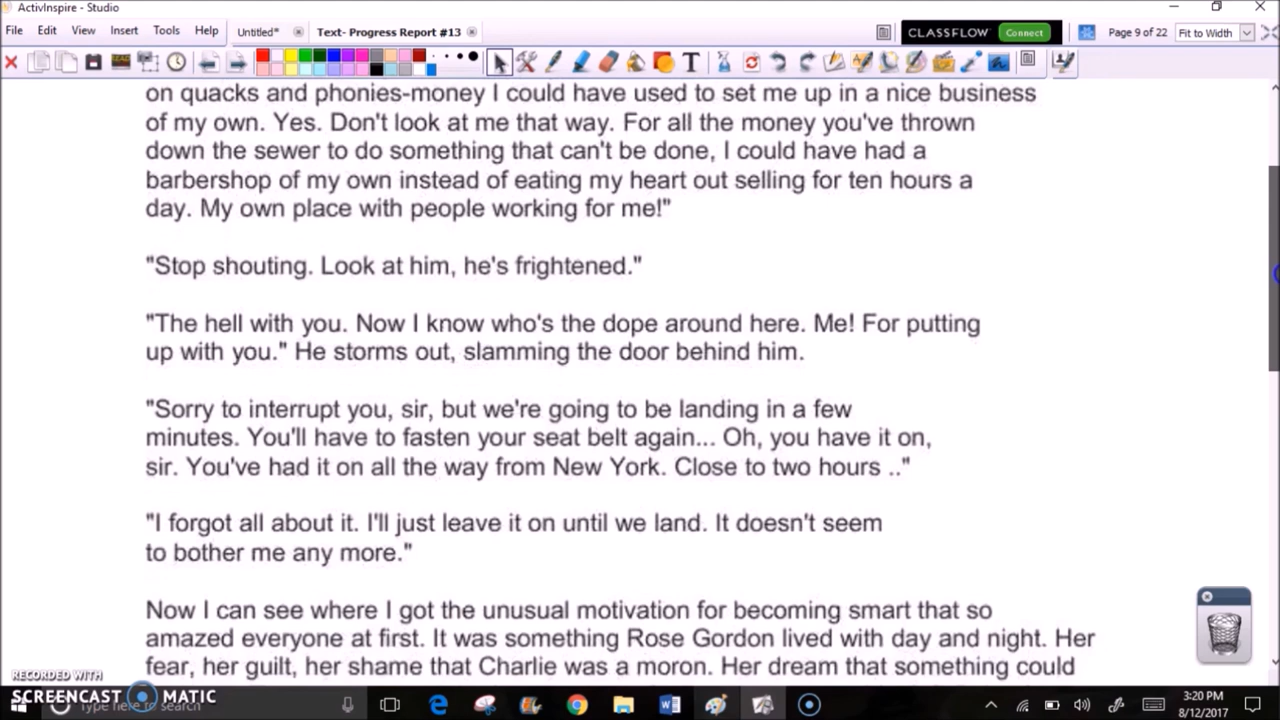 ActivInspire - Studio
File Edit View Insert Tools Help
Untitled*
Text- Progress Report #13
CLASSFLOW Connect
Page 9 of 22
Fit to Width
on quacks and phonies-money I could have used to set me up in a nice business
of my own. Yes. Don't look at me that way. For all the money you've thrown
down the sewer to do something that can't be done, I could have had a
barbershop of my own instead of eating my heart out selling for ten hours a
day. My own place with people working for me!"
"Stop shouting. Look at him, he's frightened."
"The hell with you. Now I know who's the dope around here. Me! For putting
up with you." He storms out, slamming the door behind him.
"Sorry to interrupt you, sir, but we're going to be landing in a few
minutes. You'll have to fasten your seat belt again... Oh, you have it on,
sir. You've had it on all the way from New York. Close to two hours .."
"I forgot all about it. I'll just leave it on until we land. It doesn't seem
to bother me any more."
Now I can see where I got the unusual motivation for becoming smart that so
amazed everyone at first. It was something Rose Gordon lived with day and night. Her
fear, her guilt, her shame that Charlie was a moron. Her dream that something could
RECORDED WITH
SCREENCAST MATIC
Type here to search
3:20 PM
8/12/2017